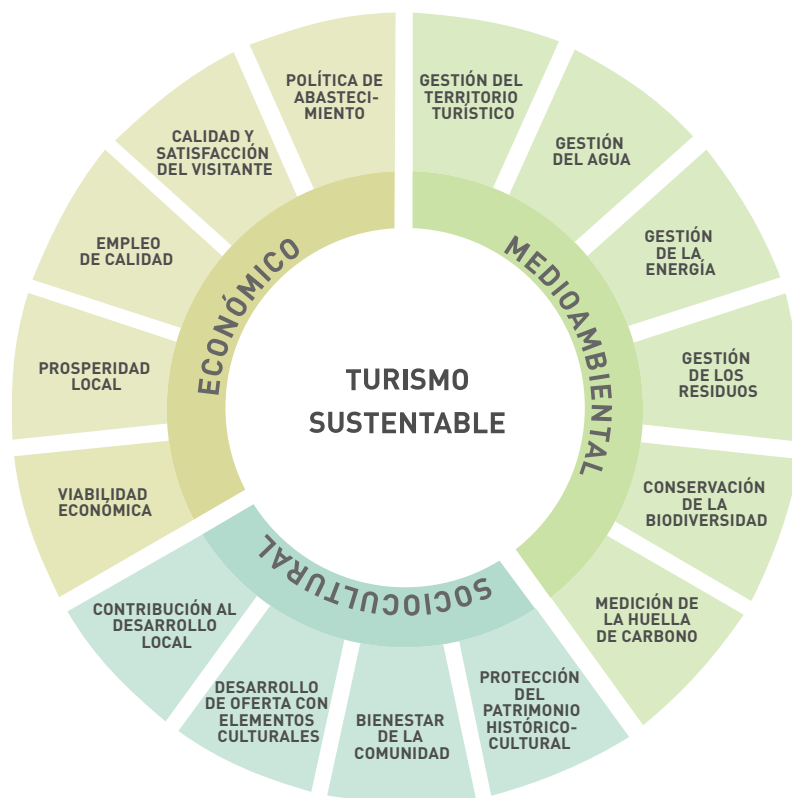 TURISMO
SUSTENTABLE
MEDIOAMBIENTAL
GESTIÓN DEL
TERRITORIO
TURÍSTICO
GESTIÓN
DEL AGUA
GESTIÓN
DE LA
ENERGÍA
GESTIÓN
DE LOS
RESIDUOS
CONSERVACIÓN
DE LA
BIODIVERSIDAD
MEDICIÓN DE
LA HUELLA
DE CARBONO
SOCIOCULTURAL
PROTECCIÓN
DEL
PATRIMONIO
HISTÓRICO-
CULTURAL
BIENESTAR
DE LA
COMUNIDAD
DESARROLLO
DE OFERTA CON
ELEMENTOS
CULTURALES
CONTRIBUCIÓN AL
DESARROLLO
LOCAL
ECONÓMICO
VIABILIDAD
ECONÓMICA
PROSPERIDAD
LOCAL
EMPLEO
DE CALIDAD
CALIDAD Y
SATISFACCIÓN
DEL VISITANTE
POLÍTICA DE
ABASTECI-
MIENTO